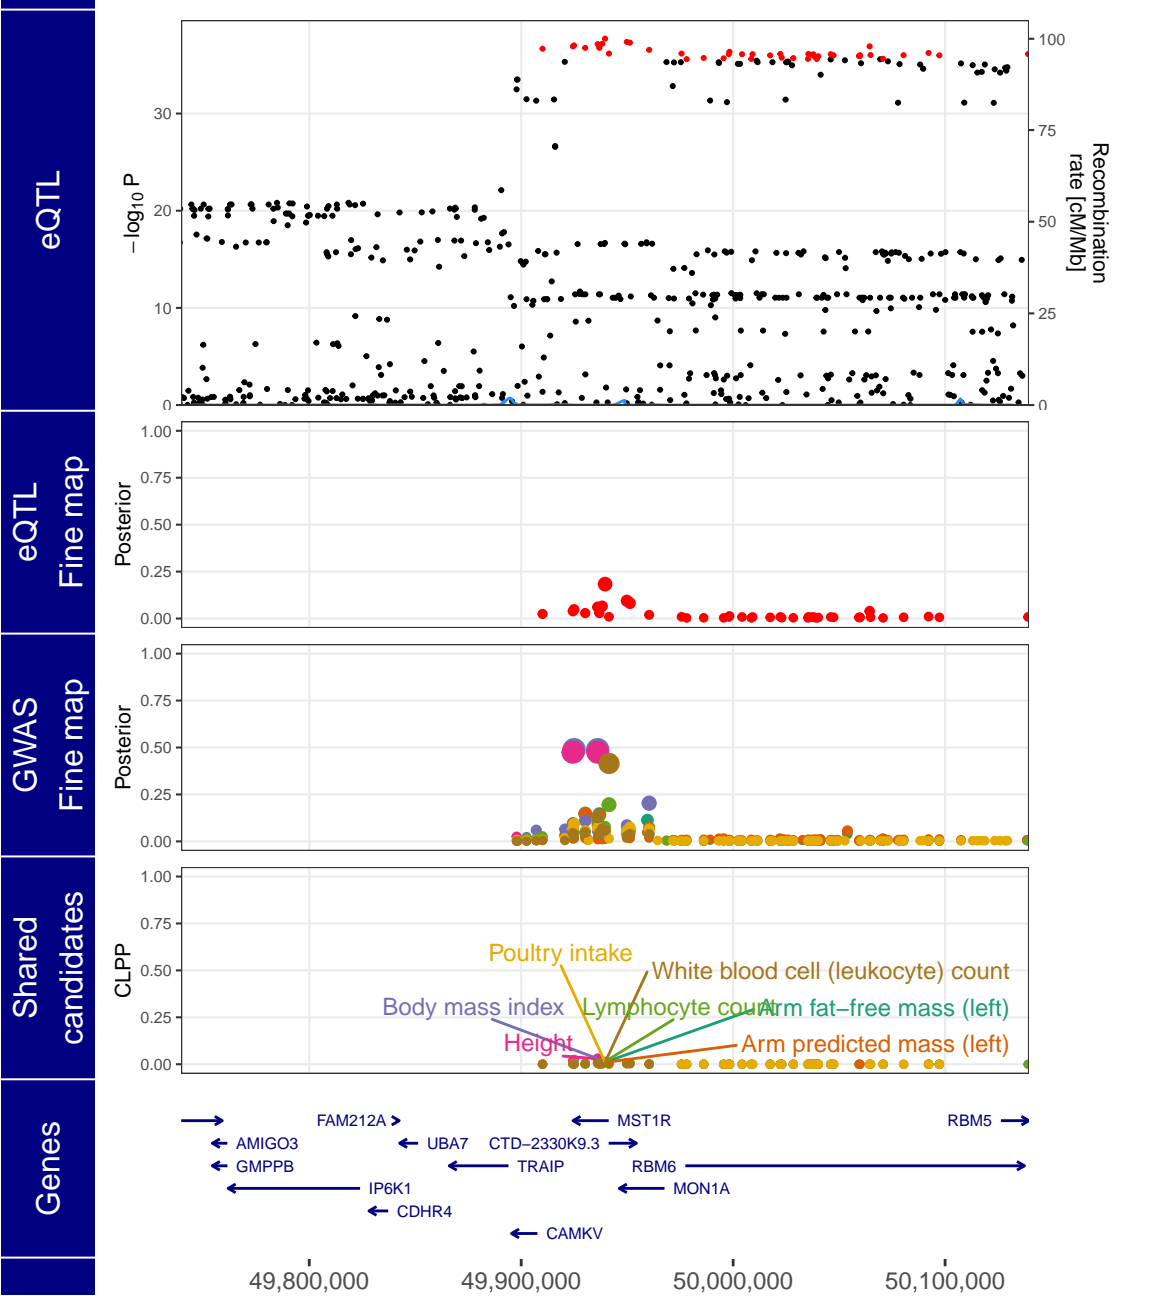 eQTL
−log10 P
30
20
10
0
100
75
50
25
0
Recombination
rate [cM/Mb]
eQTL
Fine map
Posterior
1.00
0.75
0.50
0.25
0.00
GWAS
Fine map
Posterior
1.00
0.75
0.50
0.25
0.00
Shared
candidates
CLPP
1.00
0.75
0.50
0.25
0.00
Poultry intake
White blood cell (leukocyte) count
Body mass index
Lymphocyte count
Arm fat−free mass (left)
Height
Arm predicted mass (left)
Genes
FAM212A
MST1R
RBM5
AMIGO3
UBA7
CTD−2330K9.3
GMPPB
TRAIP
RBM6
IP6K1
MON1A
CDHR4
CAMKV
49,800,000
49,900,000
50,000,000
50,100,000